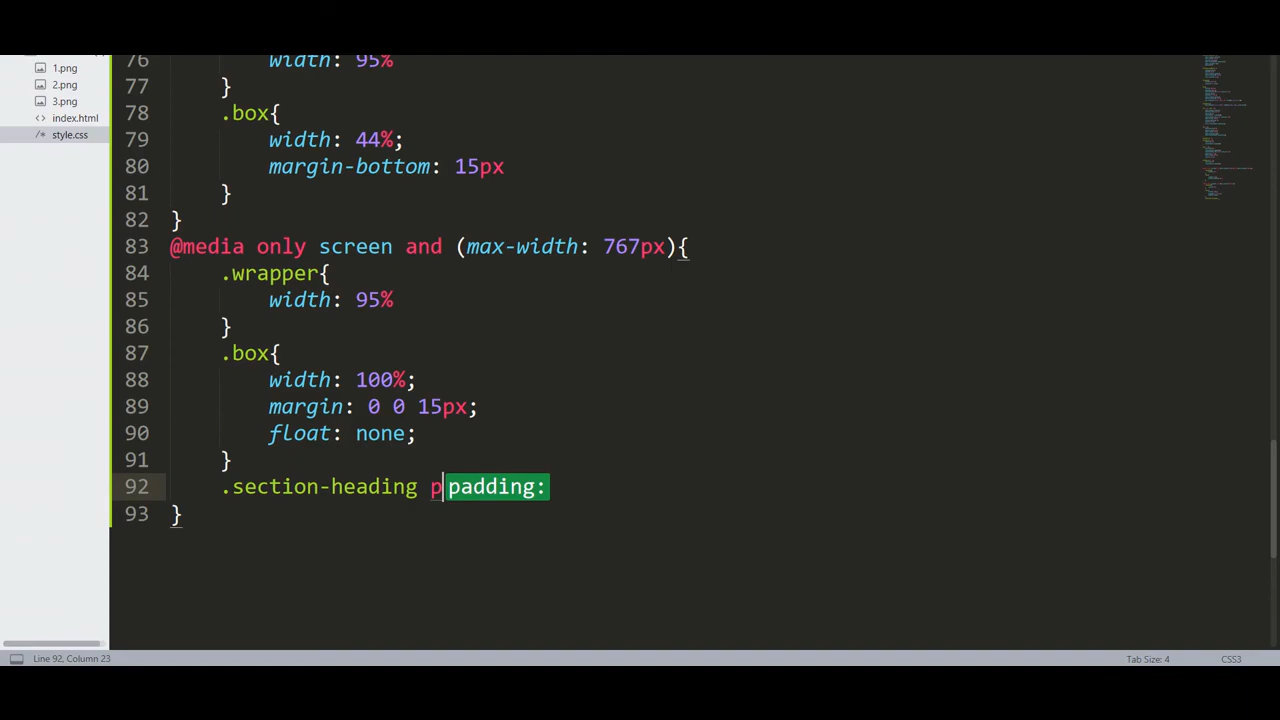 1.png
2.png
3.png
<> index.html
/* style.css
76 width: 95%
77 }
78 .box{
79 width: 44%;
80 margin-bottom: 15px
81 }
82 }
83 @media only screen and (max-width: 767px){
84 .wrapper{
85 width: 95%
86 }
87 .box{
88 width: 100%;
89 margin: 0 0 15px;
90 float: none;
91 }
92 .section-heading p padding:
93 }
Line 92, Column 23
Tab Size: 4
CSS3